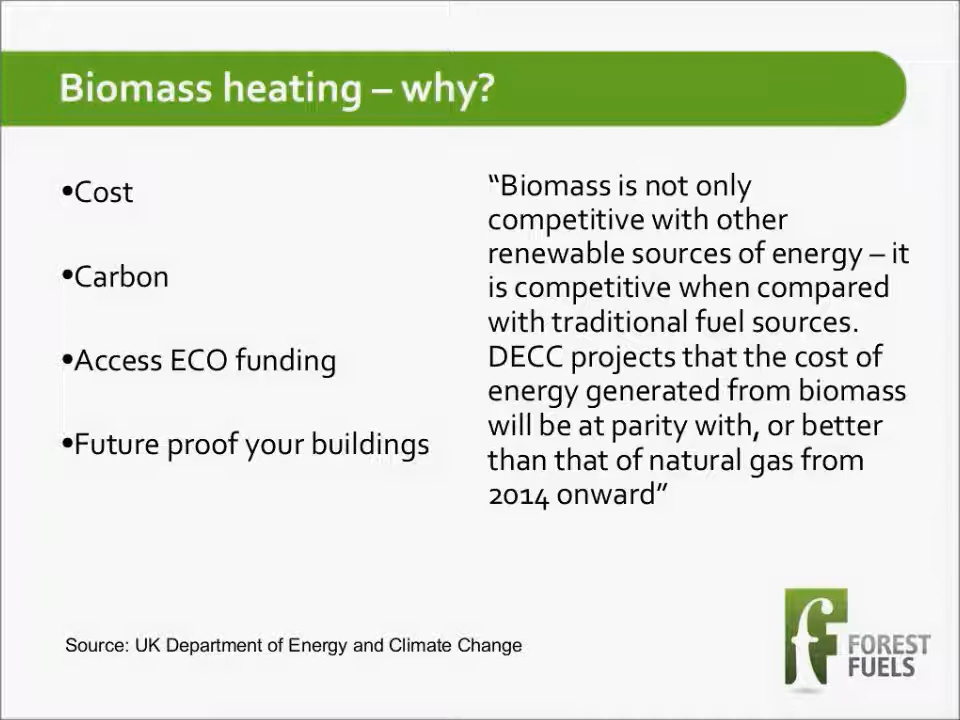 Biomass heating – why?
•Cost
•Carbon
•Access ECO funding
•Future proof your buildings
“Biomass is not only
competitive with other
renewable sources of energy – it
is competitive when compared
with traditional fuel sources.
DECC projects that the cost of
energy generated from biomass
will be at parity with, or better
than that of natural gas from
2014 onward”
Source: UK Department of Energy and Climate Change
f
FOREST
FUELS